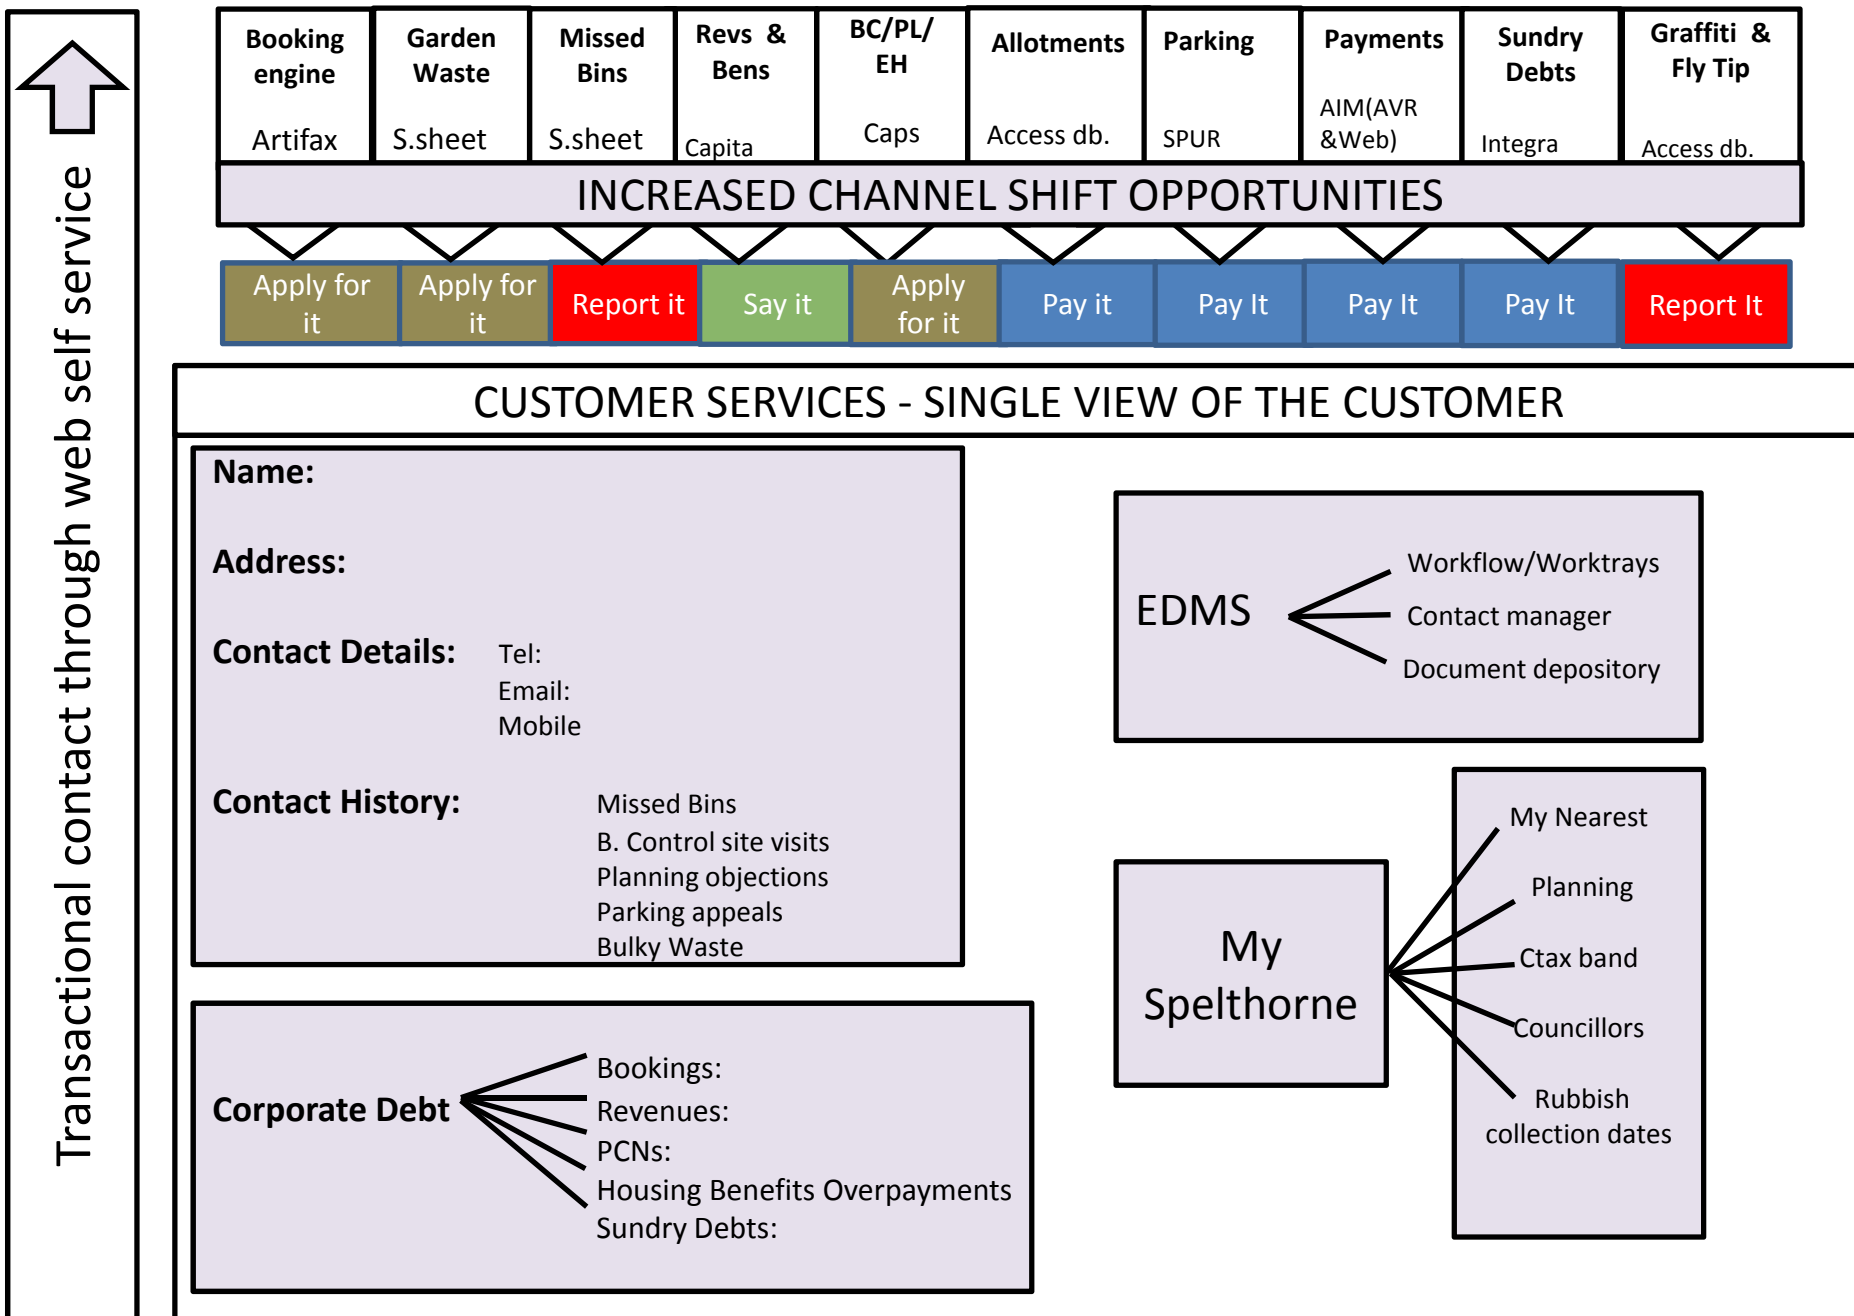 Transactional contact through web self service
Booking
engine
Artifax
Garden
Waste
S.sheet
Missed
Bins
S.sheet
Revs & 
Bens
Capita
BC/PL/
EH
Caps
Allotments
Access db.
Parking
SPUR
Payments
AIM(AVR
&Web)
Sundry
Debts
Integra
Graffiti &
Fly Tip
Access db.
INCREASED CHANNEL SHIFT OPPORTUNITIES
Apply for
it
Apply for
it
Report it
Say it
Apply
for it
Pay it
Pay It
Pay It
Pay It
Report It
CUSTOMER SERVICES - SINGLE VIEW OF THE CUSTOMER
Name:
Address:
Contact Details: Tel:
Email:
Mobile
Contact History: Missed Bins
B. Control site visits
Planning objections
Parking appeals
Bulky Waste
Corporate Debt
Bookings:
Revenues:
PCNs:
Housing Benefits Overpayments
Sundry Debts:
EDMS
Workflow/Worktrays
Contact manager
Document depository
My
Spelthorne
My Nearest
Planning
Ctax band
Councillors
Rubbish
collection dates